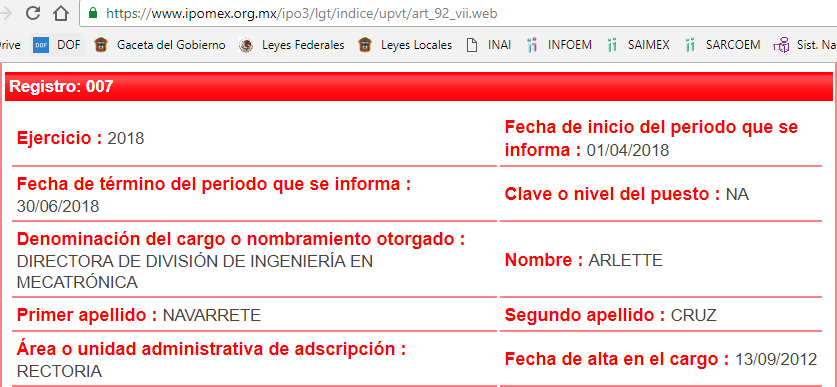 https://www.ipomex.org.mx/ipo3/lgt/indice/upvt/art_92_vii.web
DOF DOF Gaceta del Gobierno Leyes Federales Leyes Locales INFOEM SAIMEX SARCOEM Sist. Na
Registro: 007
Ejercicio : 2018
Fecha de inicio del periodo que se
informa : 01/04/2018
Fecha de término del periodo que se informa :
30/06/2018
Clave o nivel del puesto : NA
Denominación del cargo o nombramiento otorgado :
DIRECTORA DE DIVISIÓN DE INGENIERÍA EN
MECATRÓNICA
Nombre : ARLETTE
Primer apellido : NAVARRETE
Segundo apellido : CRUZ
Área o unidad administrativa de adscripción :
RECTORIA
Fecha de alta en el cargo : 13/09/2012